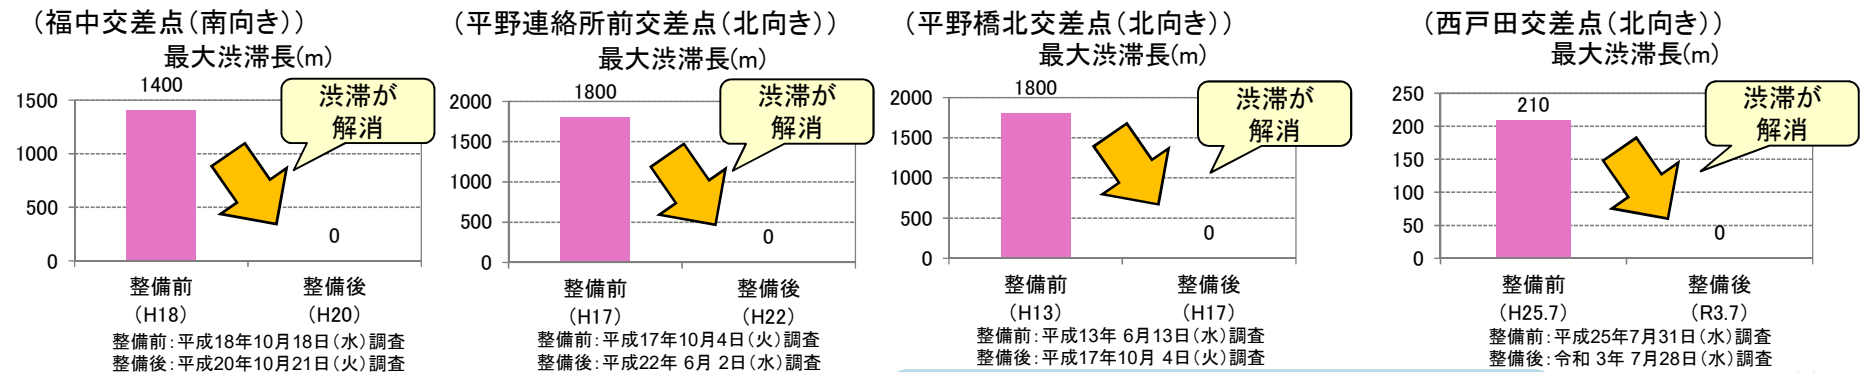 （福中交差点（南向き））
最大渋滞長(m)
1400
渋滞が
解消
1500
1000
500
0
0
整備前
整備後
（H18）
（H20）
整備前：平成18年10月18日（水）調査
整備後：平成20年10月21日（火）調査
（平野連絡所前交差点（北向き））
最大渋滞長(m)
1800
渋滞が
解消
2000
1500
1000
500
0
0
整備前
整備後
（H17）
（H22）
整備前：平成17年10月4日（火）調査
整備後：平成22年 6月 2日（水）調査
（平野橋北交差点（北向き））
最大渋滞長(m)
1800
渋滞が
解消
2000
1500
1000
500
0
0
整備前
整備後
（H13）
（H17）
整備前：平成13年 6月13日（水）調査
整備後：平成17年10月 4日（火）調査
（西戸田交差点（北向き））
最大渋滞長(m)
210
渋滞が
解消
250
200
150
100
50
0
0
整備前
整備後
（H25.7）
（R3.7）
整備前：平成25年7月31日（水）調査
整備後：令和 3年 7月28日（水）調査